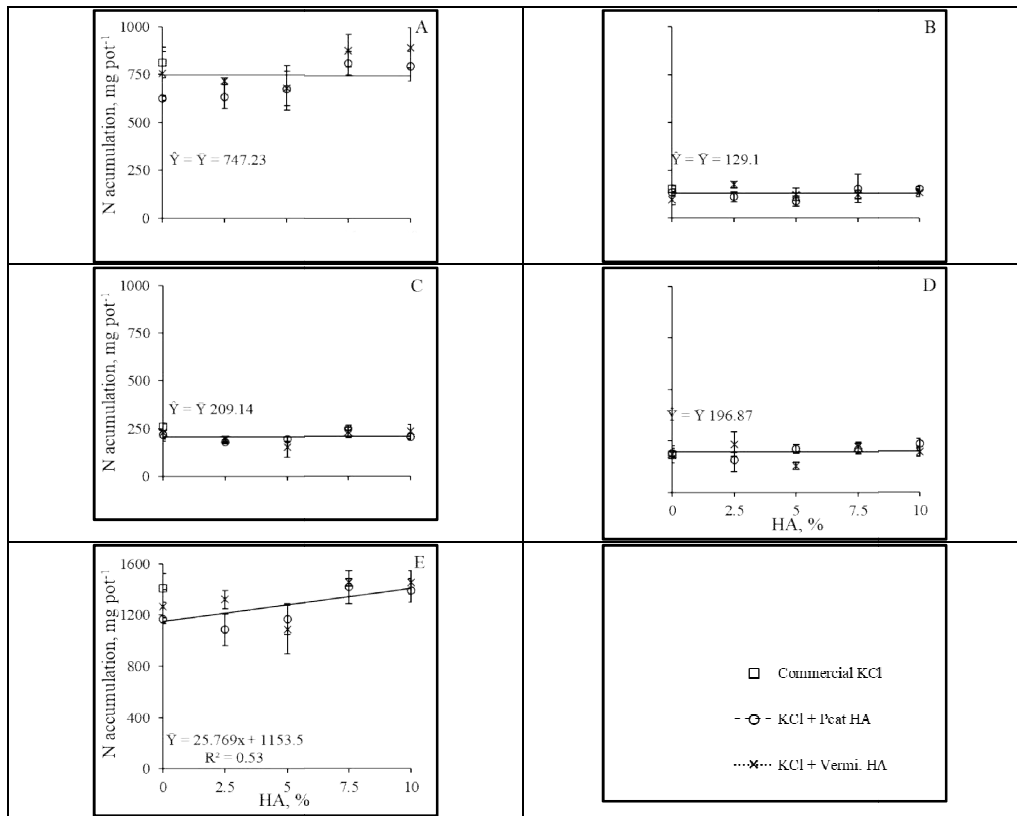 A
N acumulation, mg pot⁻¹
1000
750
500
250
0
Ŷ = Ȳ = 747.23
B
Ŷ = Ȳ = 129.1
C
N acumulation, mg pot⁻¹
1000
750
500
250
0
Ŷ = Ȳ 209.14
D
Ŷ = Ȳ 196.87
0 2.5 5 7.5 10
HA, %
E
N accumulation, mg pot⁻¹
1600
1200
800
400
0
Ȳ = 25.769x + 1153.5
R² = 0.53
0 2.5 5 7.5 10
HA, %
Commercial KCl
KCl + Peat HA
KCl + Vermi. HA